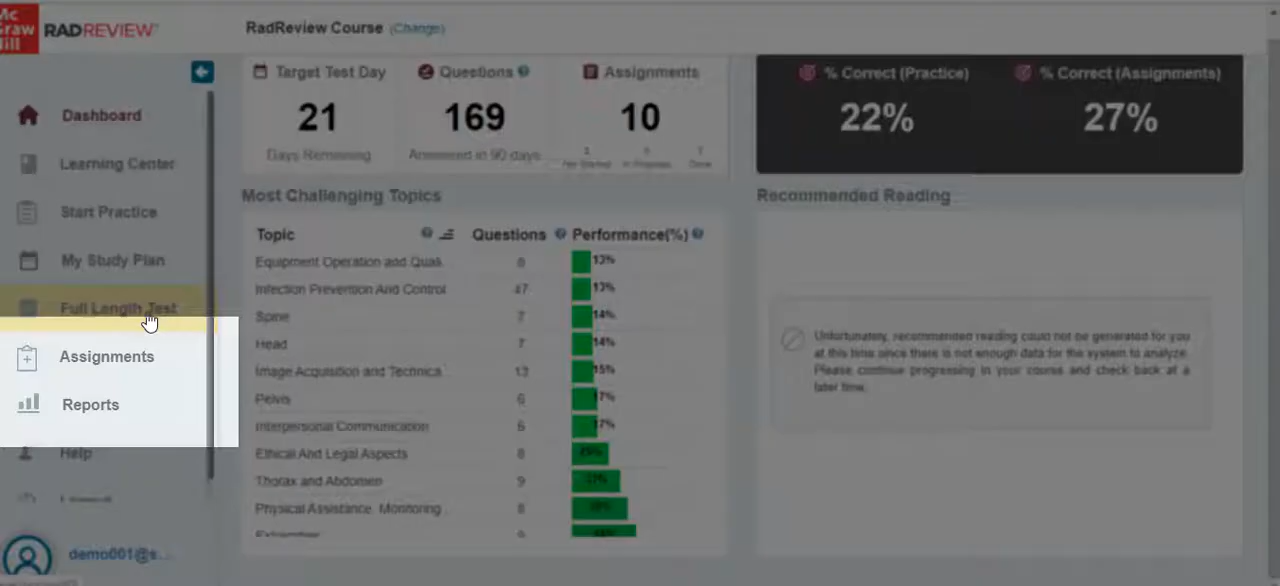 Mc
Graw
Hill
RADREVIEW
RadReview Course (Change)
Dashboard
Learning Center
Start Practice
My Study Plan
Full Length Test
Assignments
Reports
Help
demo001@s...
Target Test Day
21
Days Remaining
Questions
169
Answered in 90 days
Assignments
10
Done
% Correct (Practice)
22%
% Correct (Assignments)
27%
Most Challenging Topics
Topic Questions Performance(%)
Equipment Operation and Quali 8 13%
Infection Prevention And Control 47 13%
Spine 7 14%
Head 7 14%
Image Acquisition and Technica 13 15%
Pelvis 6 17%
Interpersonal Communication 6 17%
Ethical And Legal Aspects 8
Thorax and Abdomen 9
Physical Assistance, Monitoring 8
Recommended Reading
Unfortunately, recommended reading could not be generated for you
at this time since there is not enough data for the system to analyze.
Please continue progressing in your course and check back at a
later time.